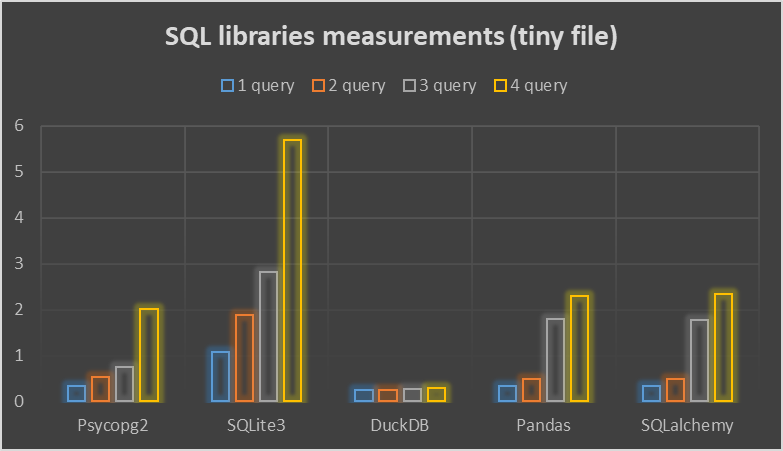 SQL libraries measurements (tiny file)
1 query 2 query 3 query 4 query
6
5
4
3
2
1
0
Psycopg2 SQLite3 DuckDB Pandas SQLalchemy